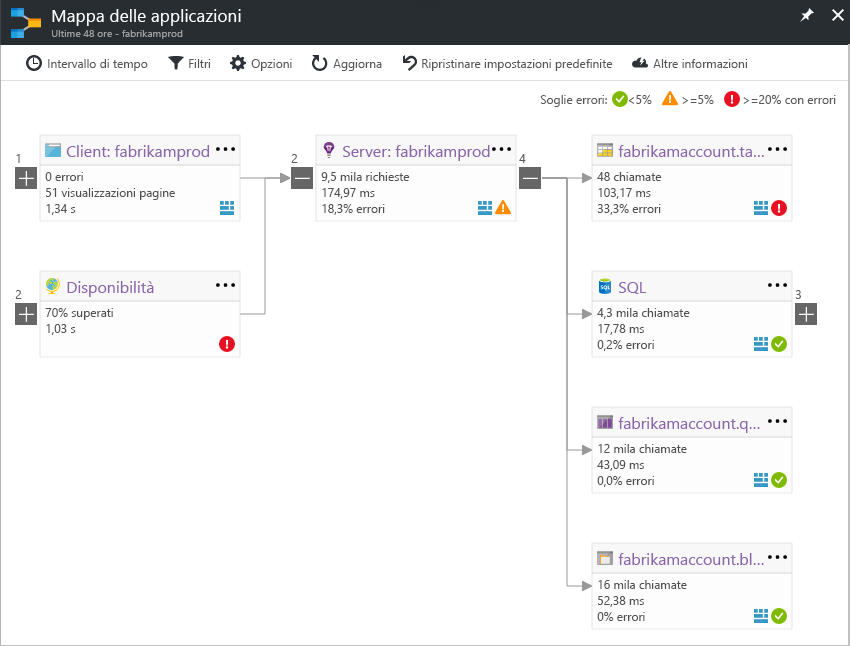 Mappa delle applicazioni
Ultime 48 ore - fabrikamprod
Intervallo di tempo
Filtri
Opzioni
Aggiorna
Ripristinare impostazioni predefinite
Altre informazioni
Soglie errori: <5% >=5% >=20% con errori
1
Client: fabrikamprod
0 errori
51 visualizzazioni pagine
1,34 s
2
Disponibilità
70% superati
1,03 s
2
Server: fabrikamprod
9,5 mila richieste
174,97 ms
18,3% errori
4
fabrikamaccount.ta...
48 chiamate
103,17 ms
33,3% errori
SQL
4,3 mila chiamate
17,78 ms
0,2% errori
3
fabrikamaccount.q...
12 mila chiamate
43,09 ms
0,0% errori
fabrikamaccount.bl...
16 mila chiamate
52,38 ms
0% errori